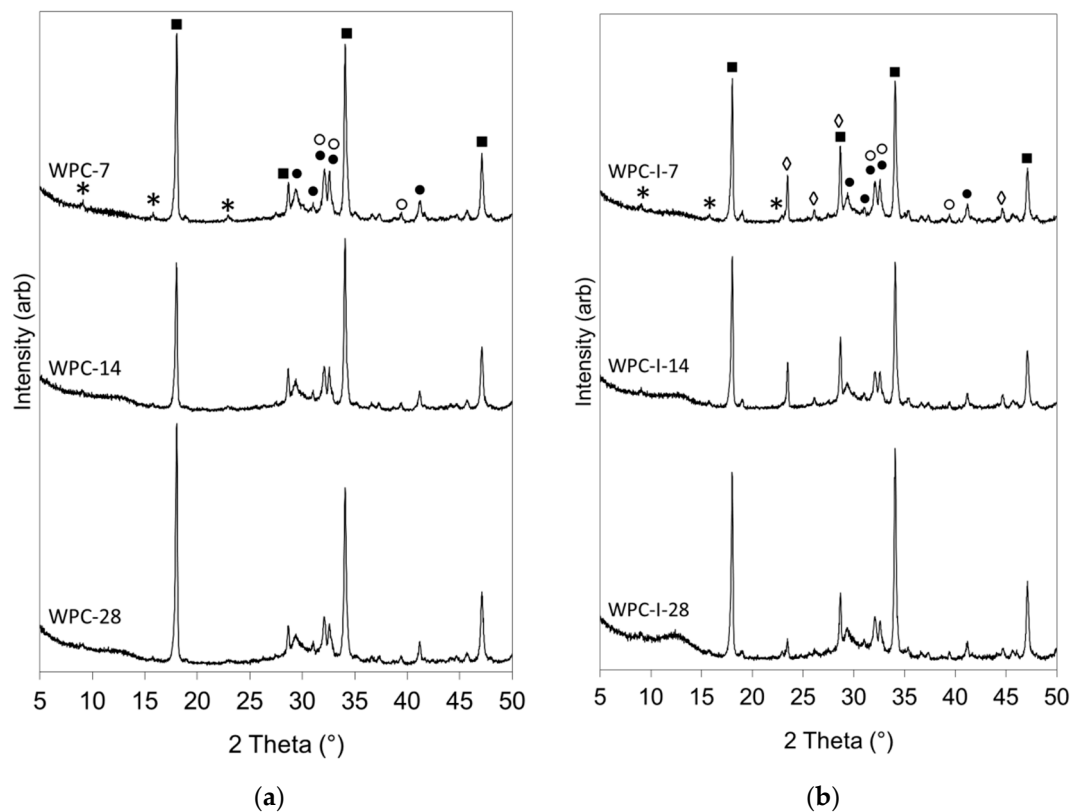 Intensity (arb)
WPC-7
WPC-14
WPC-28
5 10 15 20 25 30 35 40 45 50
2 Theta (°)
(a)
Intensity (arb)
WPC-I-7
WPC-I-14
WPC-I-28
5 10 15 20 25 30 35 40 45 50
2 Theta (°)
(b)